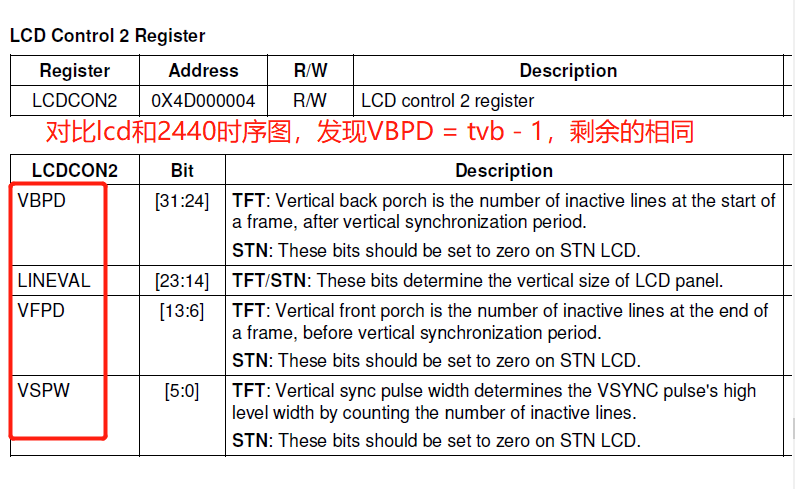 LCD Control 2 Register
Register Address R/W Description
LCDCON2 0X4D000004 R/W LCD control 2 register
对比lcd和2440时序图，发现VBPD = tvb - 1，剩余的相同
LCDCON2 Bit Description
VBPD [31:24] TFT: Vertical back porch is the number of inactive lines at the start of
a frame, after vertical synchronization period.
STN: These bits should be set to zero on STN LCD.
LINEVAL [23:14] TFT/STN: These bits determine the vertical size of LCD panel.
VFPD [13:6] TFT: Vertical front porch is the number of inactive lines at the end of
a frame, before vertical synchronization period.
STN: These bits should be set to zero on STN LCD.
VSPW [5:0] TFT: Vertical sync pulse width determines the VSYNC pulse's high
level width by counting the number of inactive lines.
STN: These bits should be set to zero on STN LCD.